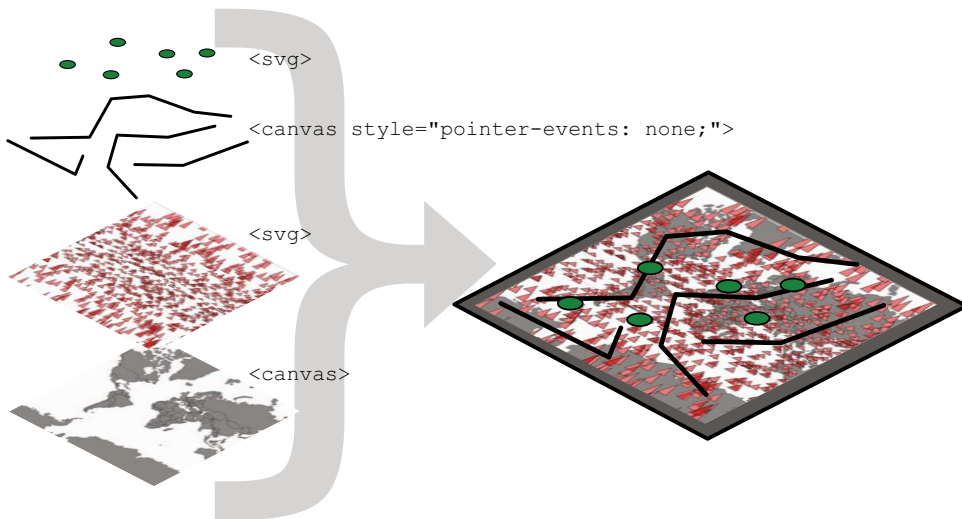 <svg>
<canvas style="pointer-events: none;">
<svg>
<canvas>